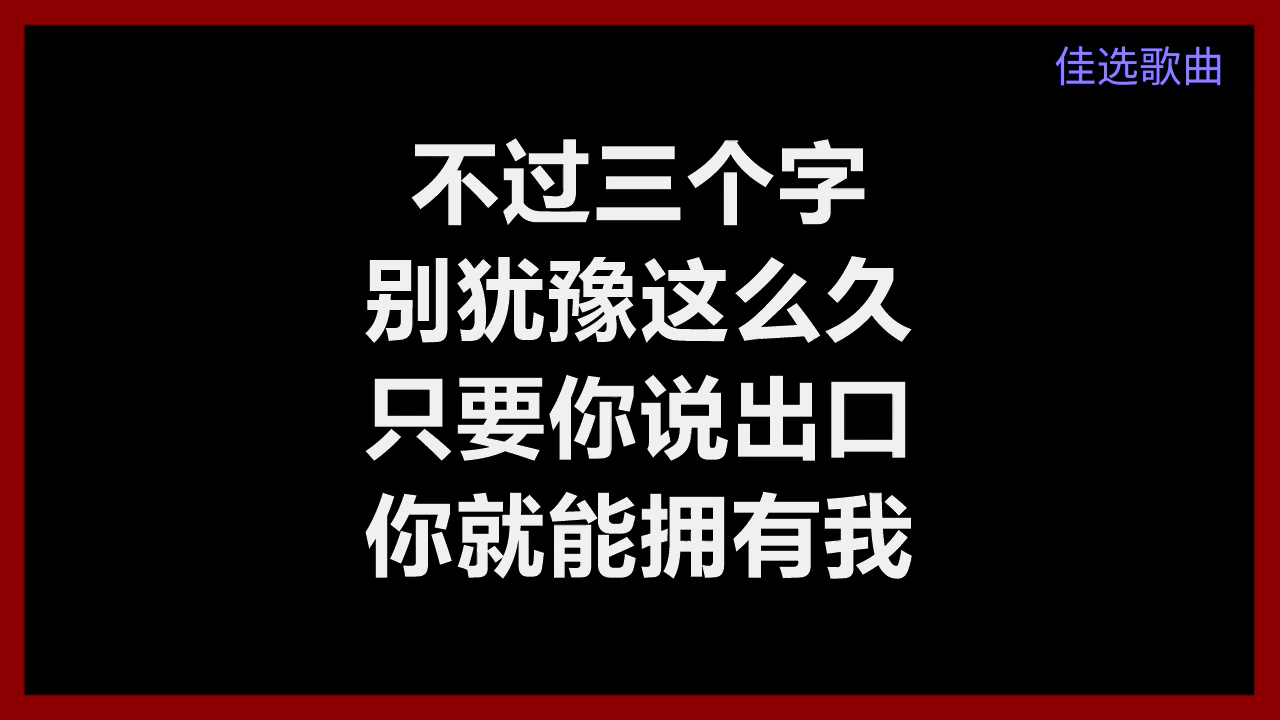 佳选歌曲
不过三个字
别犹豫这么久
只要你说出口
你就能拥有我